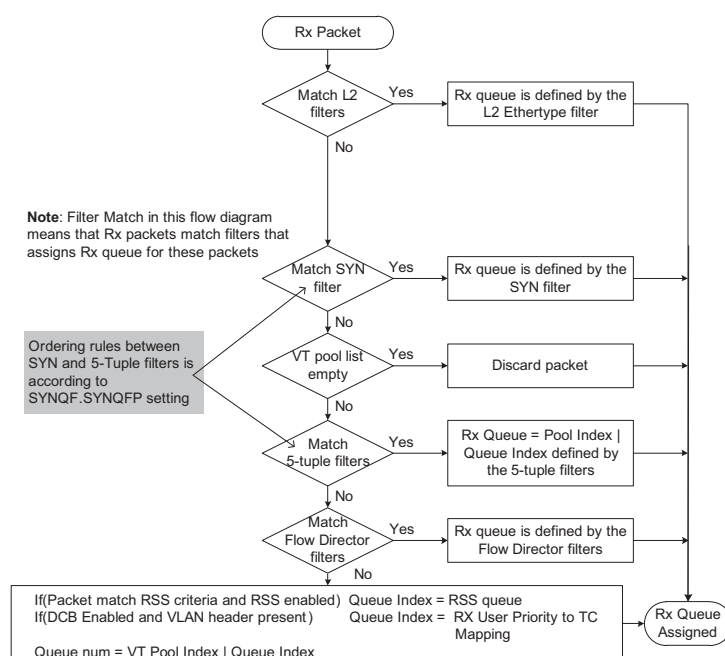 Rx Packet
Match L2
filters
Yes
Rx queue is defined by the
L2 Ethertype filter
No
Note: Filter Match in this flow diagram
means that Rx packets match filters that
assigns Rx queue for these packets
Match SYN
filter
Yes
Rx queue is defined by the
SYN filter
No
Ordering rules between
SYN and 5-Tuple filters is
according to
SYNQF.SYNQFP setting
VT pool list
empty
Yes
Discard packet
No
Match
5-tuple filters
Yes
Rx Queue = Pool Index |
Queue Index defined by
the 5-tuple filters
No
Match
Flow Director
filters
Yes
Rx queue is defined by the
Flow Director filters
No
If(Packet match RSS criteria and RSS enabled) Queue Index = RSS queue
If(DCB Enabled and VLAN header present) Queue Index = RX User Priority to TC
Mapping
Queue num = VT Pool Index | Queue Index
Rx Queue
Assigned